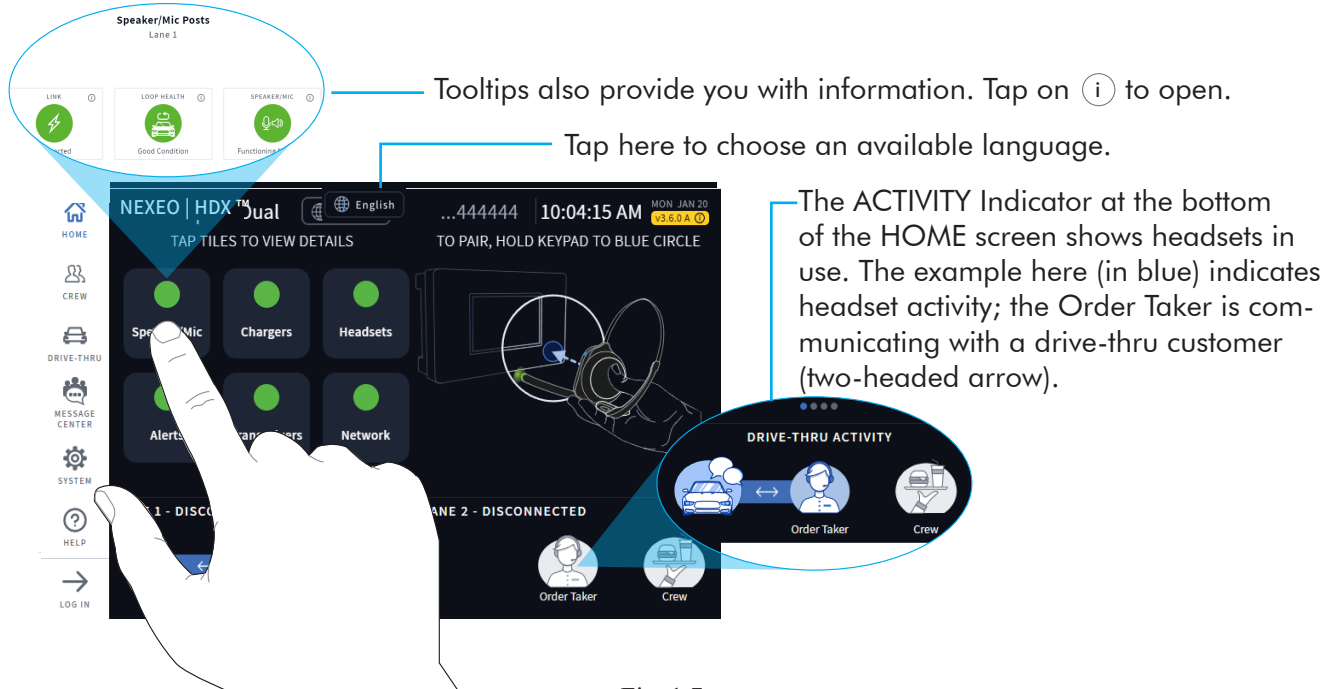 Speaker/Mic Posts
Lane 1
LINK
LOOP HEALTH
SPEAKER/MIC
Good Condition
Functioning
Tooltips also provide you with information. Tap on i to open.
Tap here to choose an available language.
The ACTIVITY Indicator at the bottom
of the HOME screen shows headsets in
use. The example here (in blue) indicates
headset activity; the Order Taker is com-
municating with a drive-thru customer
(two-headed arrow).
HOME
CREW
DRIVE-THRU
MESSAGE
CENTER
SYSTEM
HELP
LOG IN
NEXEO | HDX™ Dual
English
...444444
10:04:15 AM
MON JAN 20
v3.6.0 A
TAP TILES TO VIEW DETAILS
TO PAIR, HOLD KEYPAD TO BLUE CIRCLE
Mic
Chargers
Headsets
Alerts
Network
1 - DISCO
LANE 2 - DISCONNECTED
Order Taker
Crew
DRIVE-THRU ACTIVITY
Order Taker
Crew